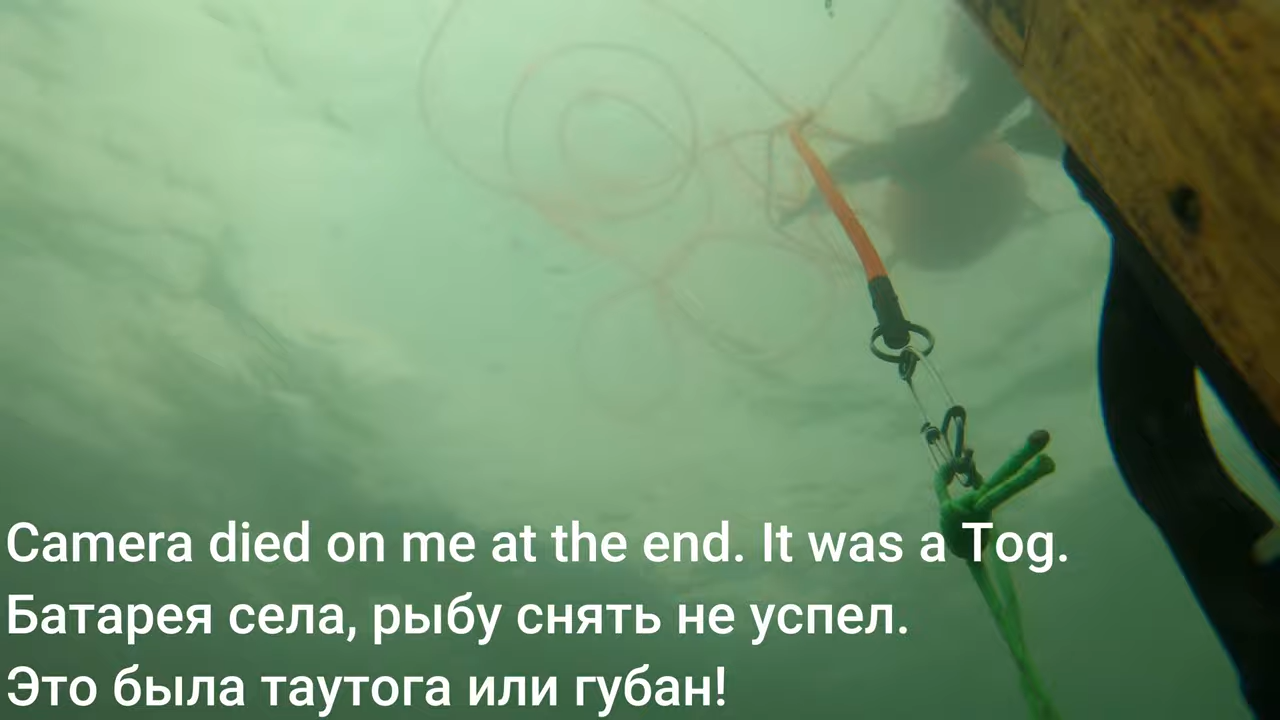 Camera died on me at the end. It was a Tog.
Батарея села, рыбу снять не успел.
Это была таутога или губан!